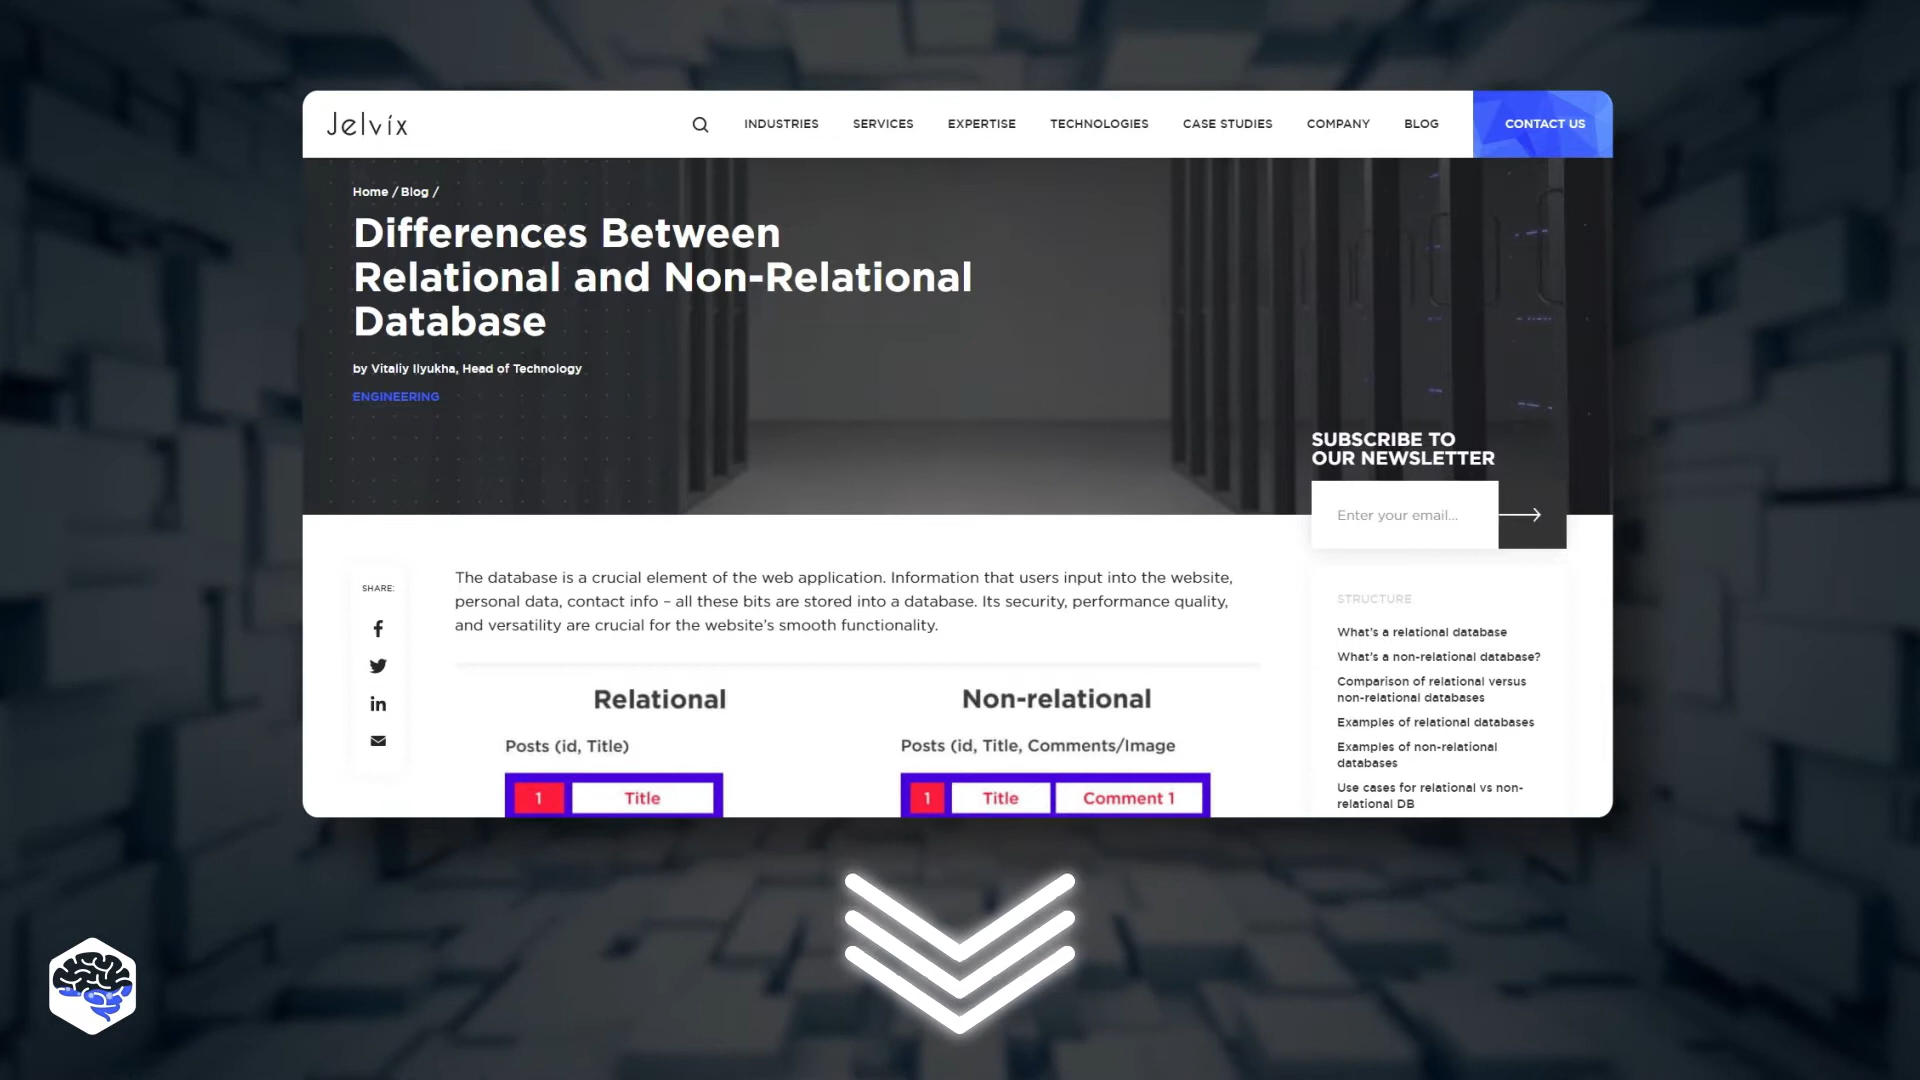 Jelvix
INDUSTRIES SERVICES EXPERTISE TECHNOLOGIES CASE STUDIES COMPANY BLOG CONTACT US
Home / Blog /
Differences Between
Relational and Non-Relational
Database
by Vitaliy Ilyukha, Head of Technology
ENGINEERING
SUBSCRIBE TO
OUR NEWSLETTER
Enter your email...
SHARE:
The database is a crucial element of the web application. Information that users input into the website,
personal data, contact info – all these bits are stored into a database. Its security, performance quality,
and versatility are crucial for the website's smooth functionality.
Relational
Posts (id, Title)
1 Title
Non-relational
Posts (id, Title, Comments/Image
1 Title Comment 1
STRUCTURE
What's a relational database
What's a non-relational database?
Comparison of relational versus
non-relational databases
Examples of relational databases
Examples of non-relational
databases
Use cases for relational vs non-
relational DB